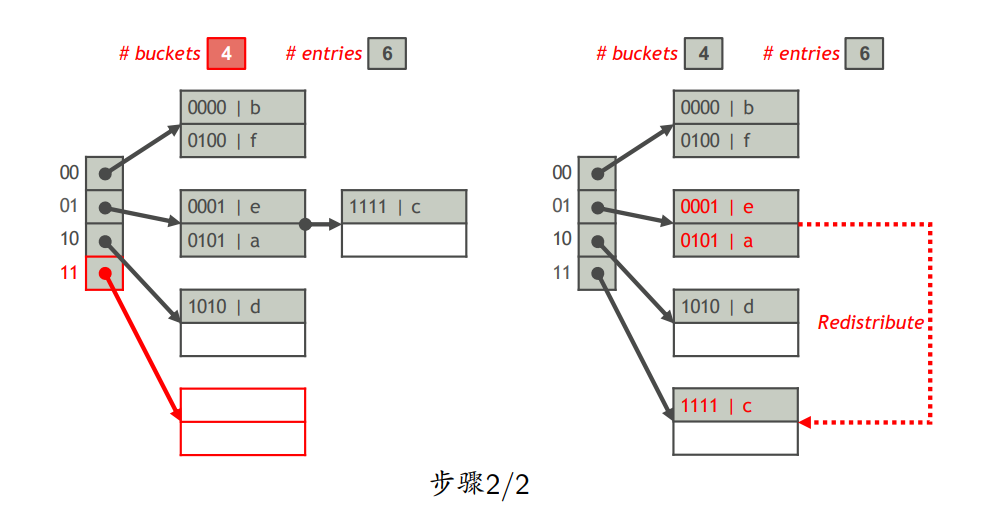 # buckets 4 # entries 6
0000 | b
0100 | f
00
01
10
11
0001 | e
0101 | a
1111 | c
1010 | d
# buckets 4 # entries 6
0000 | b
0100 | f
00
01
10
11
0001 | e
0101 | a
1010 | d
Redistribute
1111 | c
步骤2/2